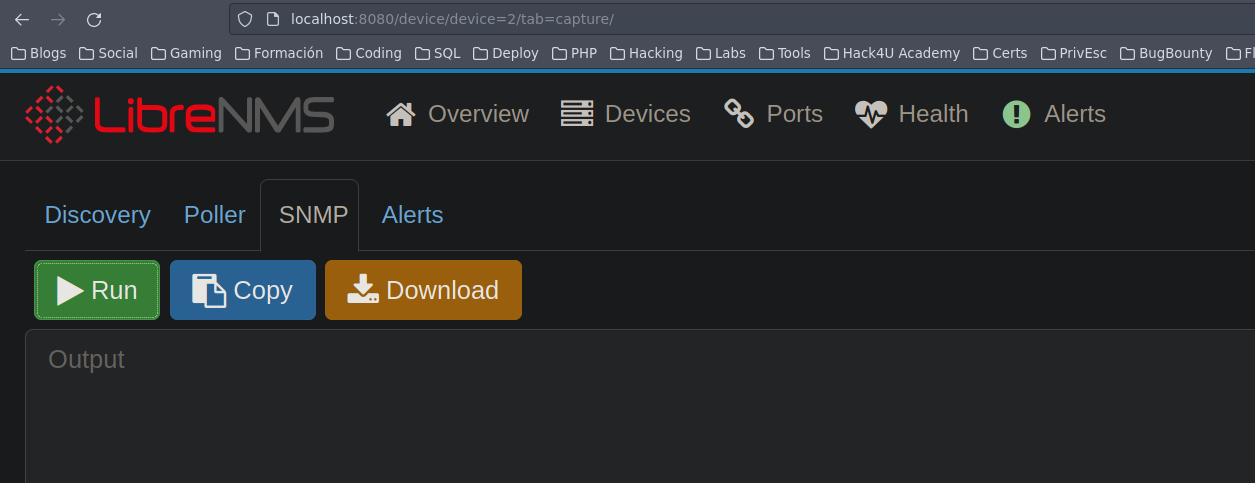 localhost:8080/device/device=2/tab=capture/
Blogs Social Gaming Formación Coding SQL Deploy PHP Hacking Labs Tools Hack4U Academy Certs PrivEsc BugBounty Fl
LibreNMS Overview Devices Ports Health Alerts
Discovery Poller SNMP Alerts
Run Copy Download
Output